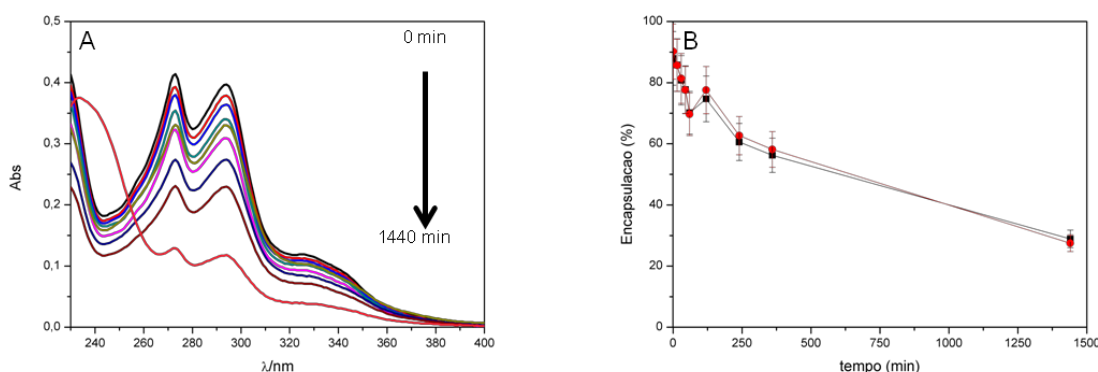 A
0 min
1440 min
0,5
0,4
0,3
0,2
0,1
0,0
Abs
240 260 280 300 320 340 360 380 400
λ/nm
B
100
80
60
40
20
0
Encapsulacao (%)
0 250 500 750 1000 1250 1500
tempo (min)